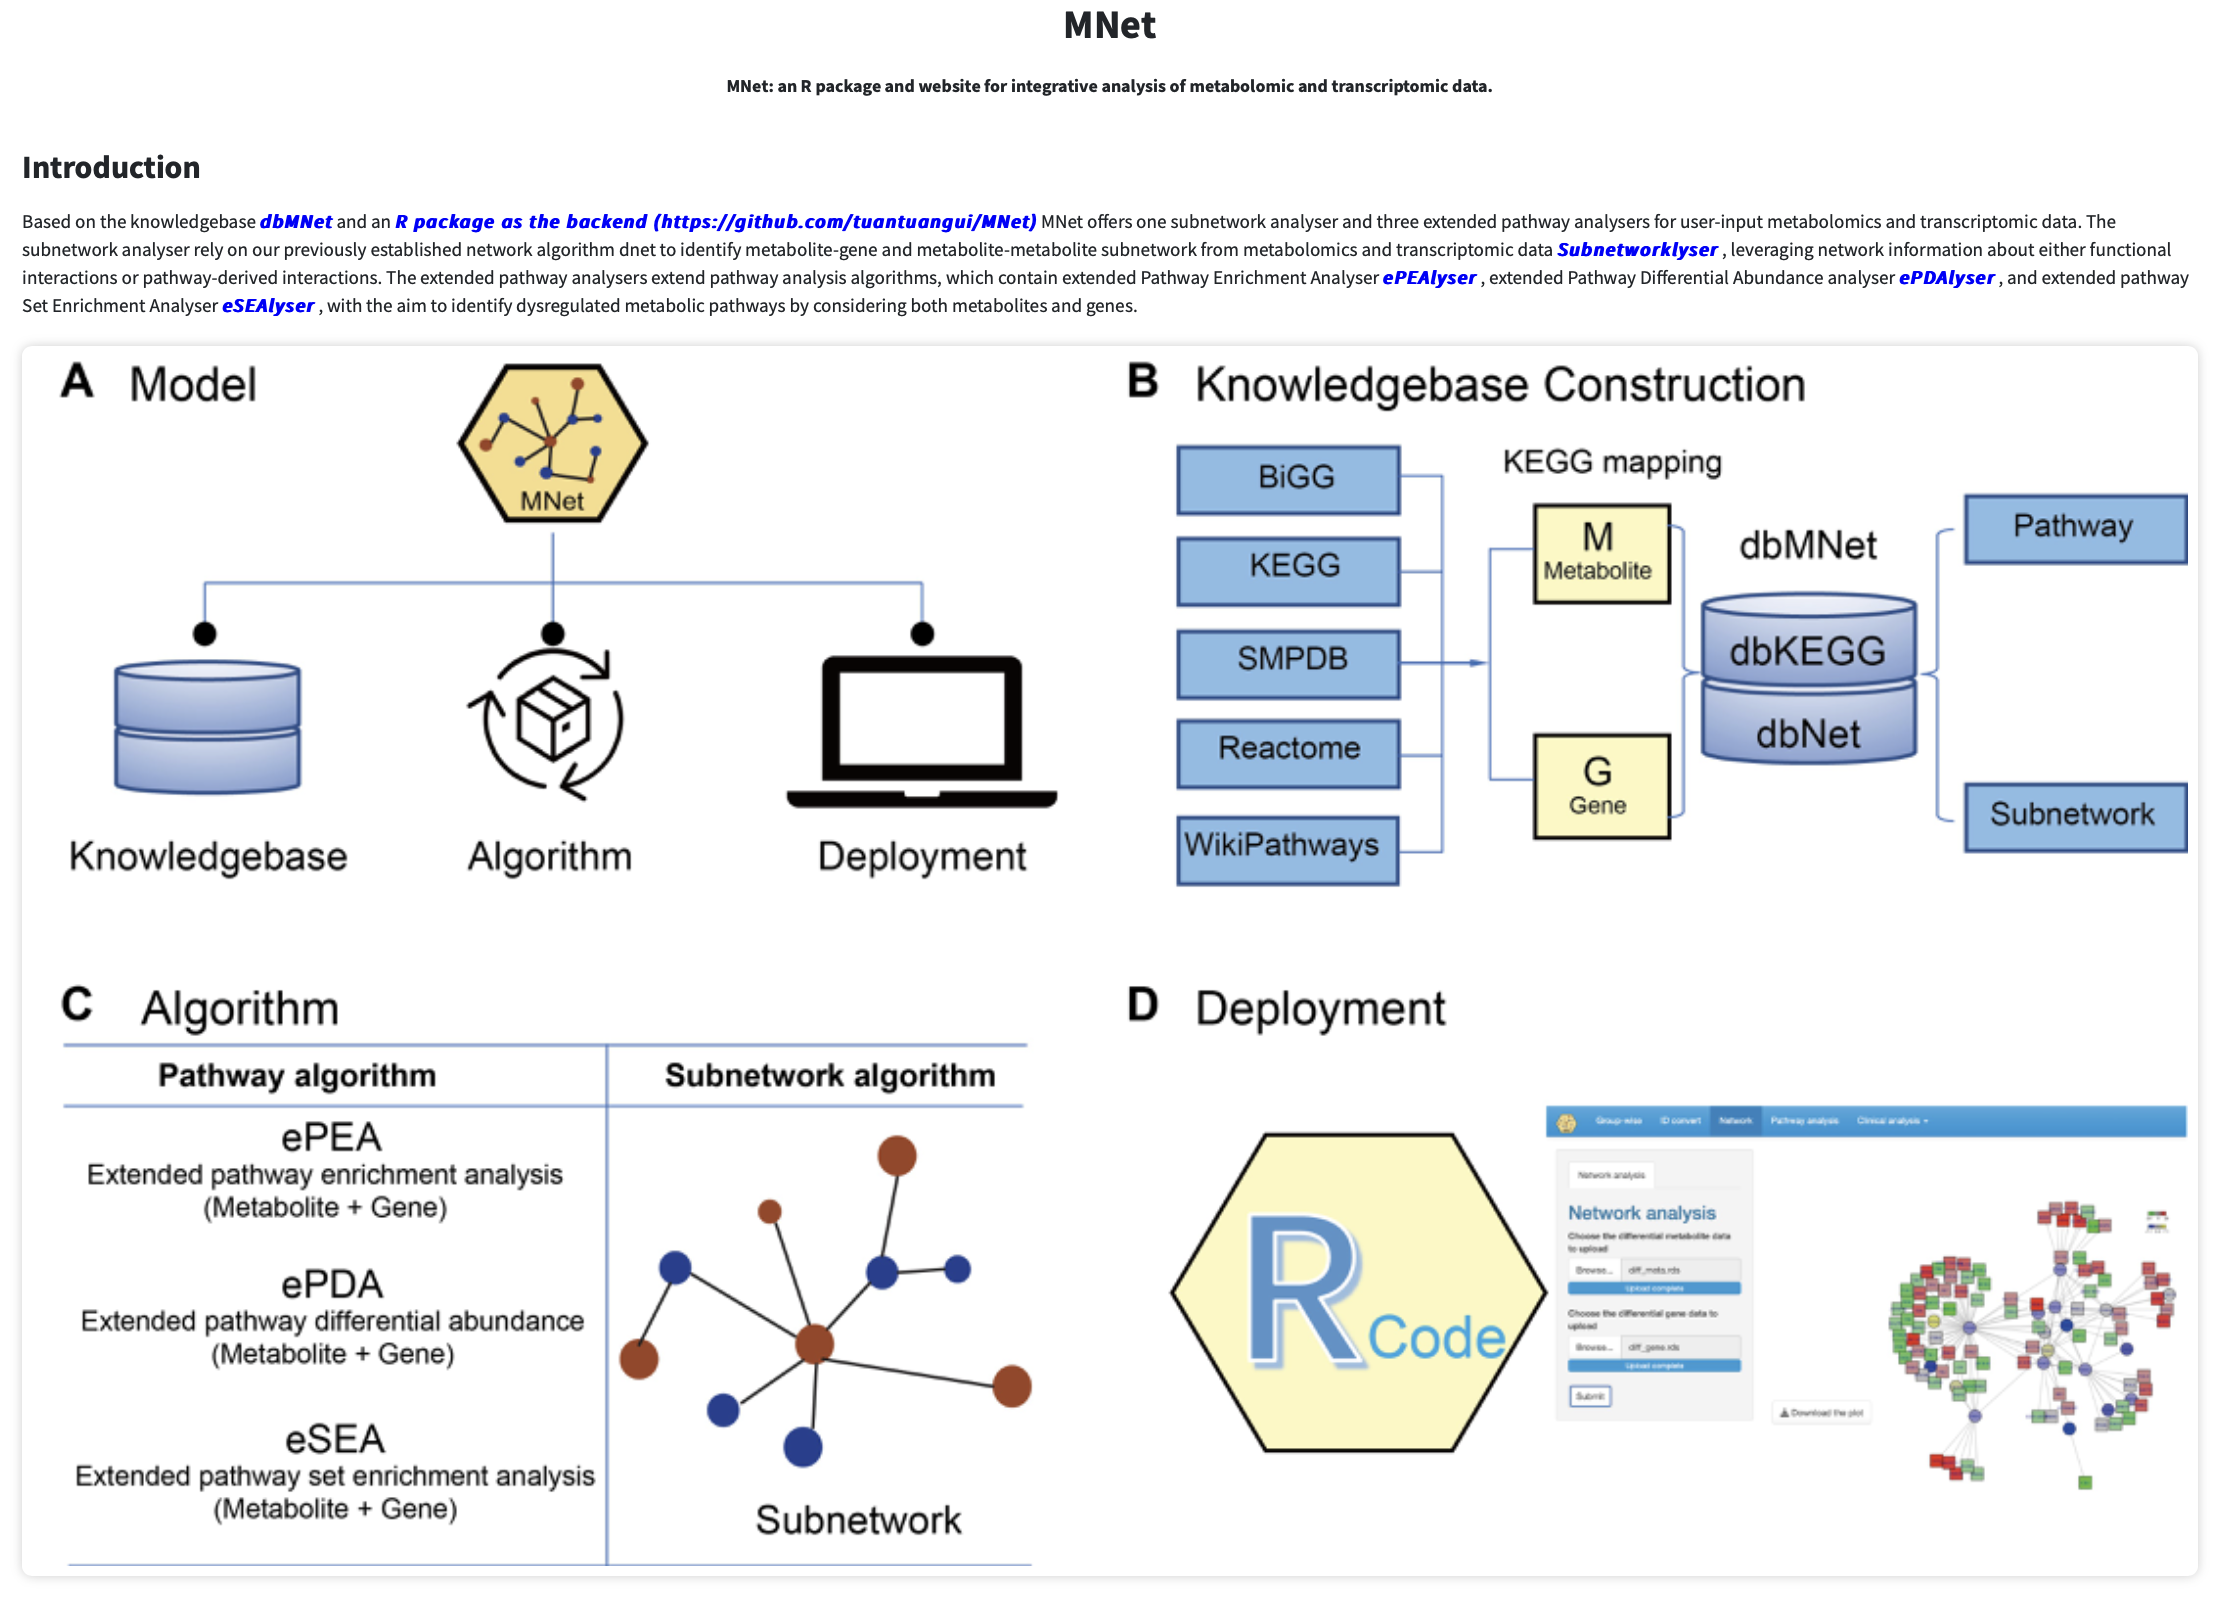 MNet
MNet: an R package and website for integrative analysis of metabolomic and transcriptomic data.
Introduction
Based on the knowledgebase dbMNet and an R package as the backend (https://github.com/tuantuangui/MNet) MNet offers one subnetwork analyser and three extended pathway analysers for user-input metabolomics and transcriptomic data. The
subnetwork analyser rely on our previously established network algorithm dnet to identify metabolite-gene and metabolite-metabolite subnetwork from metabolomics and transcriptomic data Subnetworklyser , leveraging network information about either functional
interactions or pathway-derived interactions. The extended pathway analysers extend pathway analysis algorithms, which contain extended Pathway Enrichment Analyser ePEAlyser , extended Pathway Differential Abundance analyser ePDAlyser , and extended pathway
Set Enrichment Analyser eSEAlyser , with the aim to identify dysregulated metabolic pathways by considering both metabolites and genes.
A Model
MNet
Knowledgebase
Algorithm
Deployment
B Knowledgebase Construction
BiGG
KEGG
SMPDB
Reactome
WikiPathways
KEGG mapping
M
Metabolite
G
Gene
dbMNet
dbKEGG
dbNet
Pathway
Subnetwork
C Algorithm
Pathway algorithm
Subnetwork algorithm
ePEA
Extended pathway enrichment analysis
(Metabolite + Gene)
ePDA
Extended pathway differential abundance
(Metabolite + Gene)
eSEA
Extended pathway set enrichment analysis
(Metabolite + Gene)
Subnetwork
D Deployment
R Code
Group-wise ID convert Network Pathway analysis Clinical analysis
Network analysis
Network analysis
Choose the differential metabolite data
to upload
Browse... diff_meta.rds
Upload complete
Choose the differential gene data to
upload
Browse... diff_gene.rds
Upload complete
Submit
Download the plot